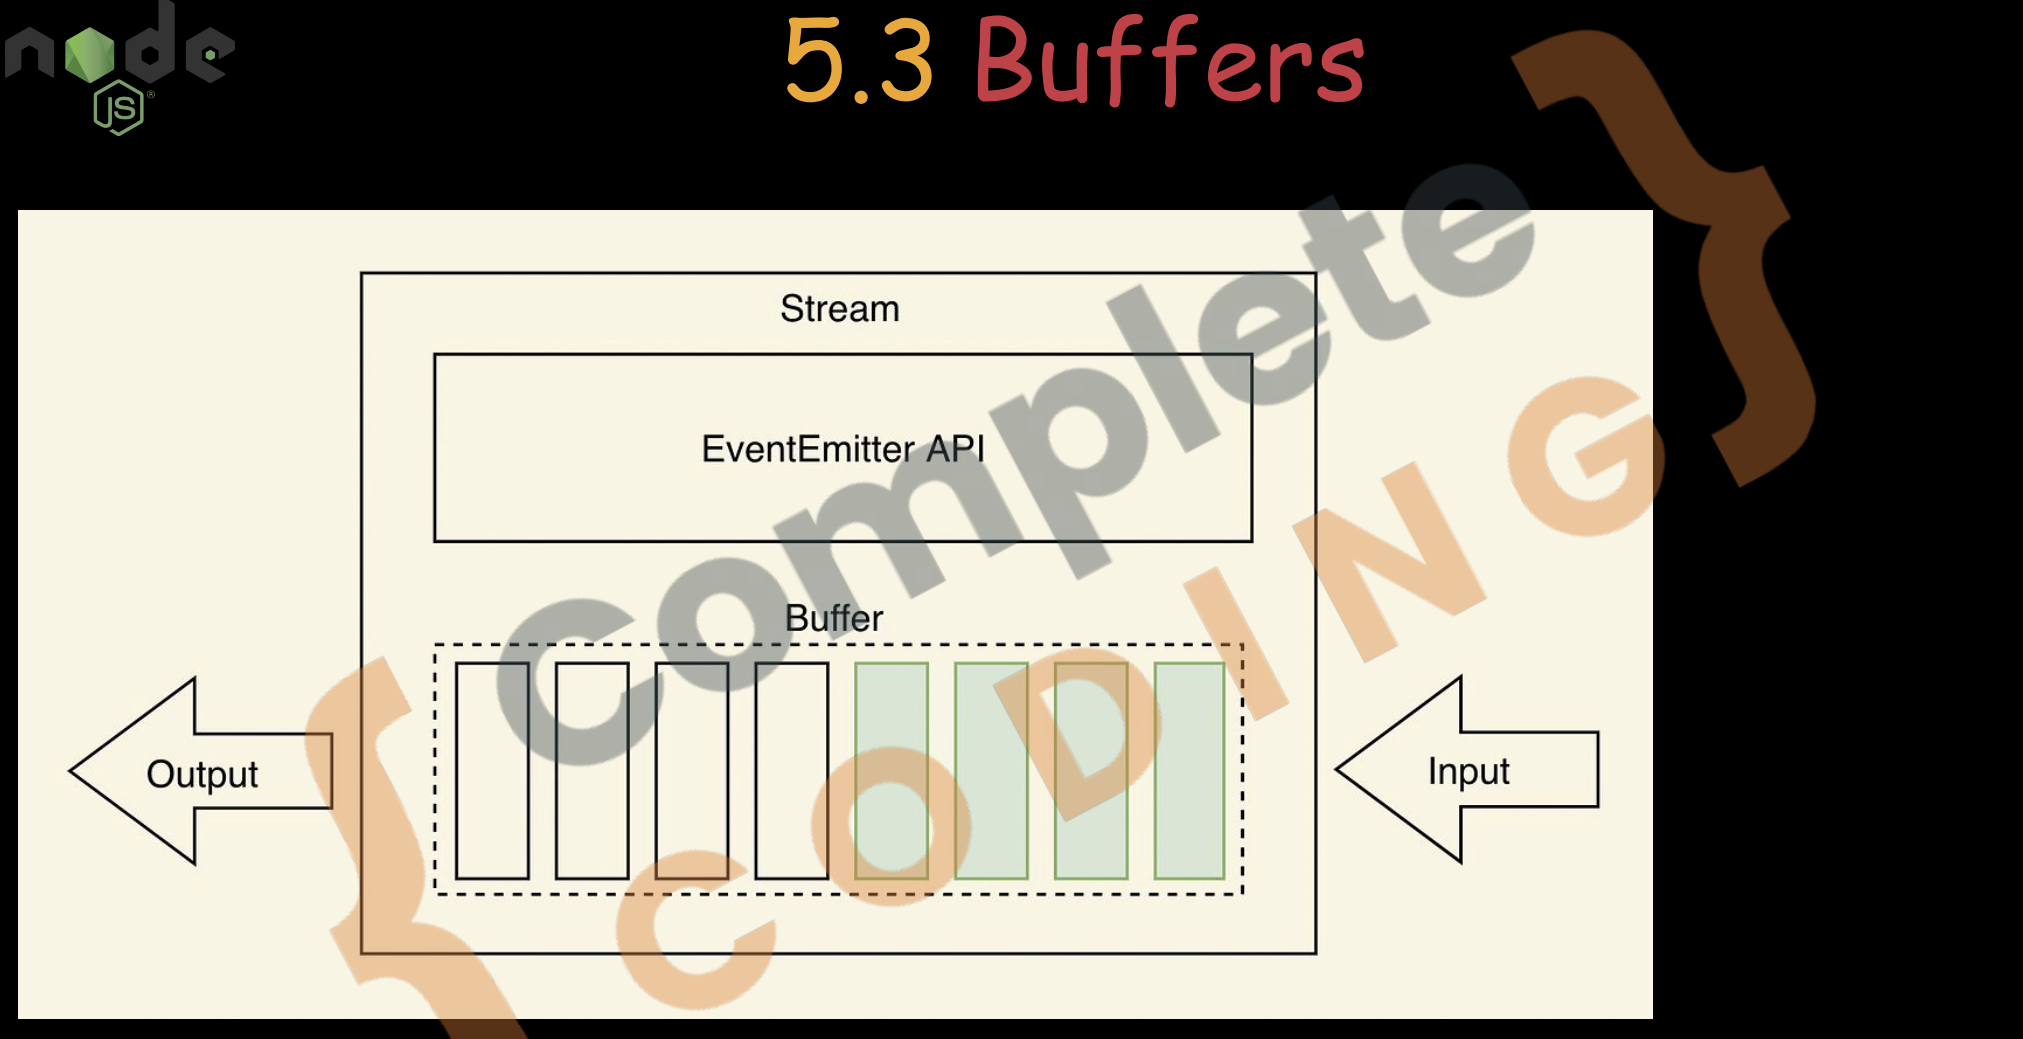 node
JS
5.3 Buffers
Stream
EventEmitter API
Buffer
Output
Input
Complete
CODING